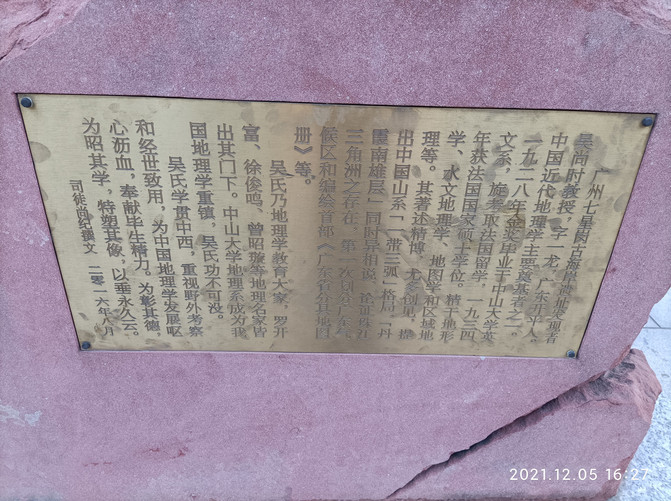 广州七星岗古海岸遗址发现者
吴尚时教授，字一龙，广东开平人。
中国近代地理学主要奠基者之一。
一九二八年金奖毕业于中山大学英
文系，旋考取法国留学，一九三四
年获法国国家硕士学位。精于地形
学、水文地理学、地图学和区域地
理等。其著述精博，尤多创见，提
出中国山系「一带三弧」格局，「丹
霞南雄层」同时异相说，论证珠江
三角洲之存在，第一次划分广东气
候区和编绘首部《广东省分县地图
册》等。
吴氏乃地理学教育大家，罗开
富、徐俊鸣、曾昭璇等地理名家皆
出其门下。中山大学地理系成为我
国地理学重镇，吴氏功不可没。
吴氏学贯中西，重视野外考察
和经世致用，为中国地理学发展呕
心沥血，奉献毕生精力。为彰其德，
为昭其学，特塑其像，以垂永久云。
司徒尚纪撰文 二零一六年八月
2021.12.05 16:27